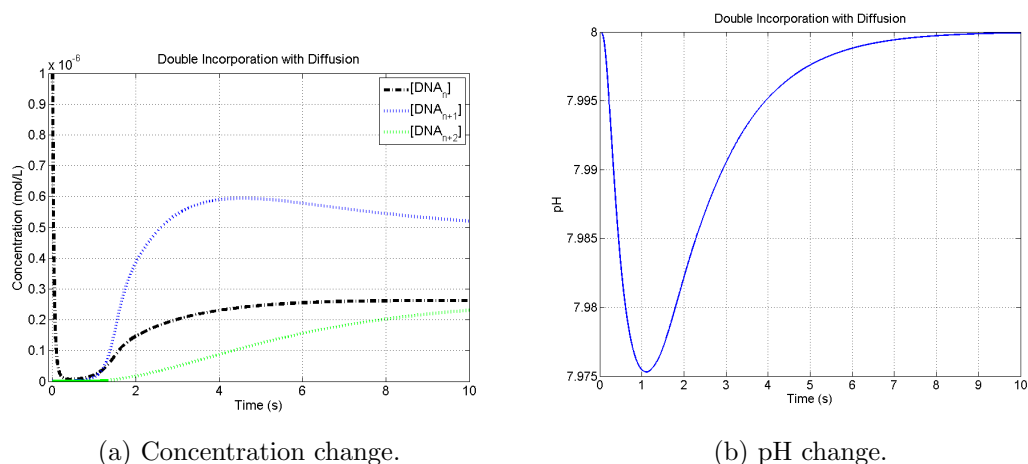 Double Incorporation with Diffusion
x 10^-6
1
0.9
0.8
0.7
0.6
0.5
0.4
0.3
0.2
0.1
0
Concentration (mol/L)
[DNA_n]
[DNA_{n+1}]
[DNA_{n+2}]
0 2 4 6 8 10
Time (s)
(a) Concentration change.
Double Incorporation with Diffusion
8
7.995
7.99
7.985
7.98
7.975
pH
0 1 2 3 4 5 6 7 8 9 10
Time (s)
(b) pH change.